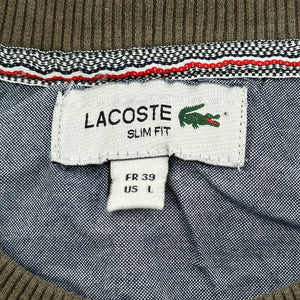 LACOSTE
SLIM FIT
FR 39
US L